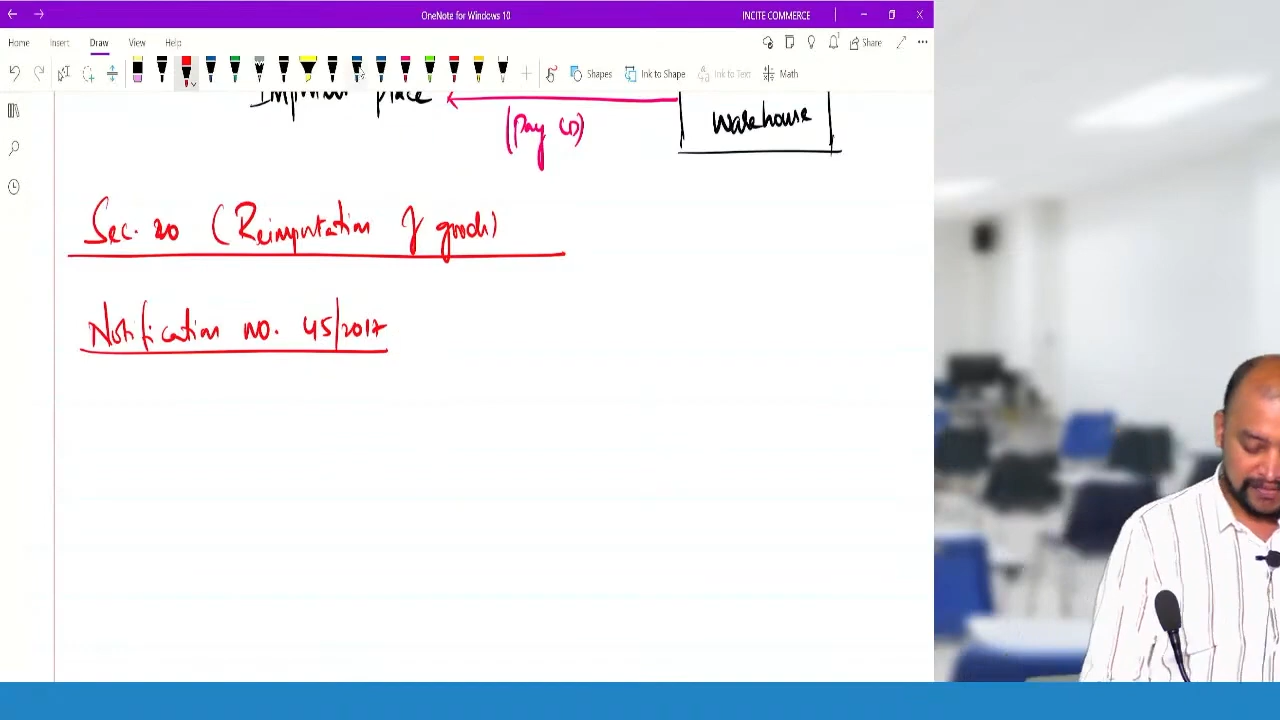 OneNote for Windows 10
INCITE COMMERCE
Home Insert Draw View Help
Share
Shapes Ink to Shape Ink to Text Math
place
(Pay CD)
Warehouse
Sec. 20 (Reimportation of goods)
Notification no. 45/2017